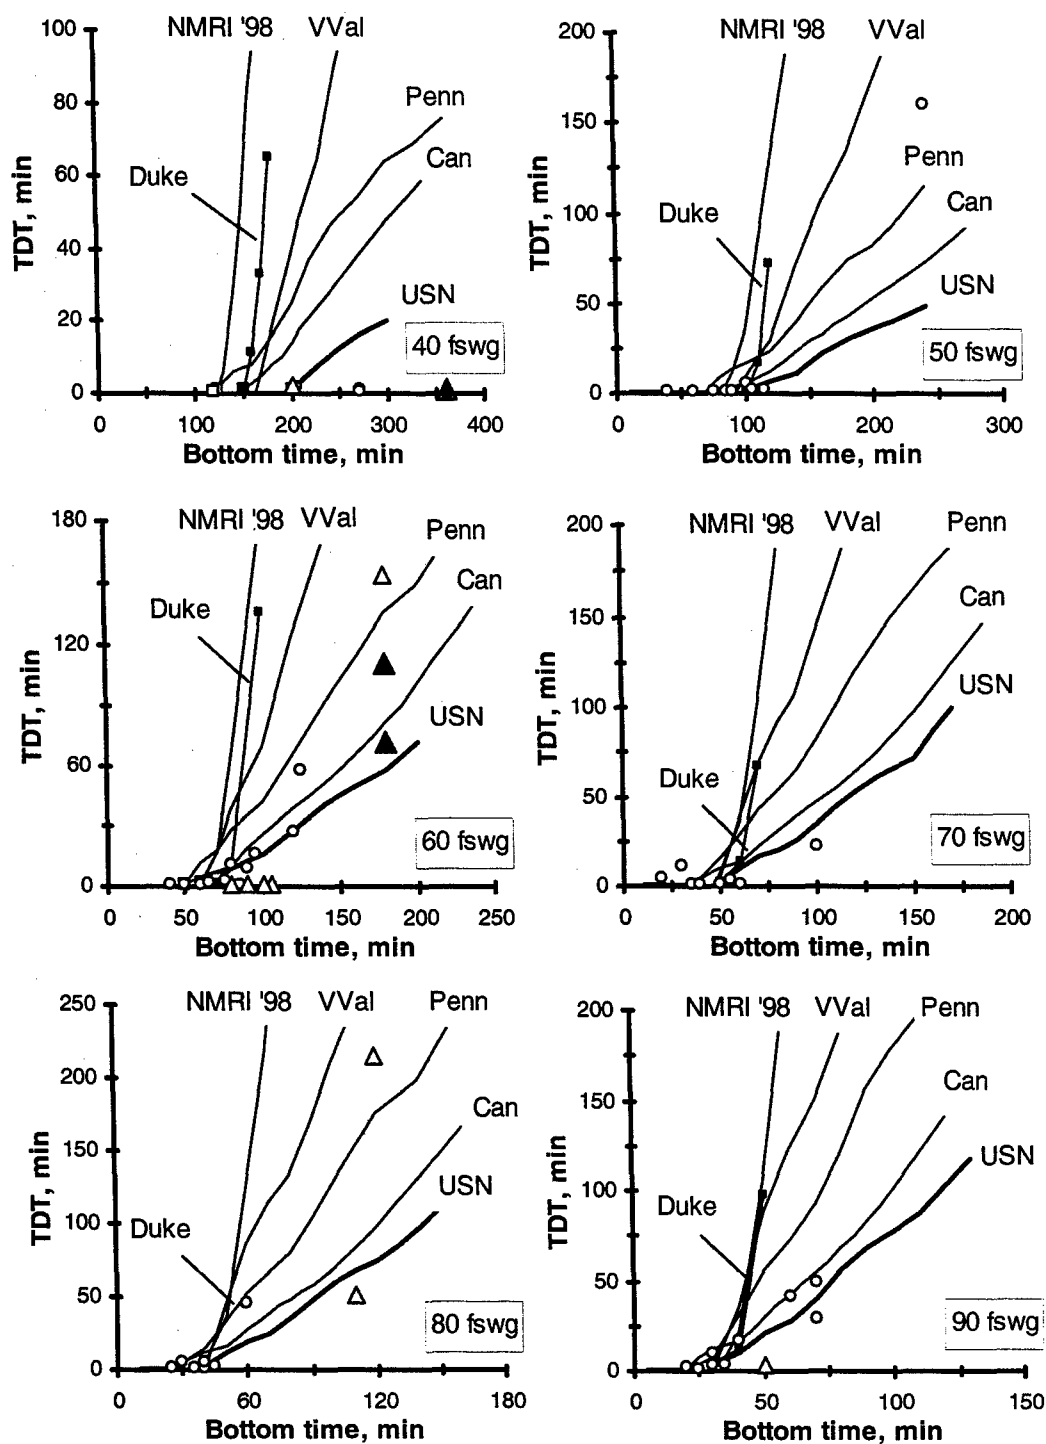 100
80
60
40
20
0
TDT, min
NMRI '98
VVal
Penn
Can
Duke
USN
40 fswg
0 100 200 300 400
Bottom time, min
200
150
100
50
0
TDT, min
NMRI '98
VVal
Penn
Can
Duke
USN
50 fswg
0 100 200 300
Bottom time, min
180
120
60
0
TDT, min
NMRI '98
VVal
Penn
Can
Duke
USN
60 fswg
0 50 100 150 200 250
Bottom time, min
200
150
100
50
0
TDT, min
NMRI '98
VVal
Penn
Can
USN
Duke
70 fswg
0 50 100 150 200
Bottom time, min
250
200
150
100
50
0
TDT, min
NMRI '98
VVal
Penn
Can
USN
Duke
80 fswg
0 60 120 180
Bottom time, min
200
150
100
50
0
TDT, min
NMRI '98
VVal
Penn
Can
USN
Duke
90 fswg
0 50 100 150
Bottom time, min